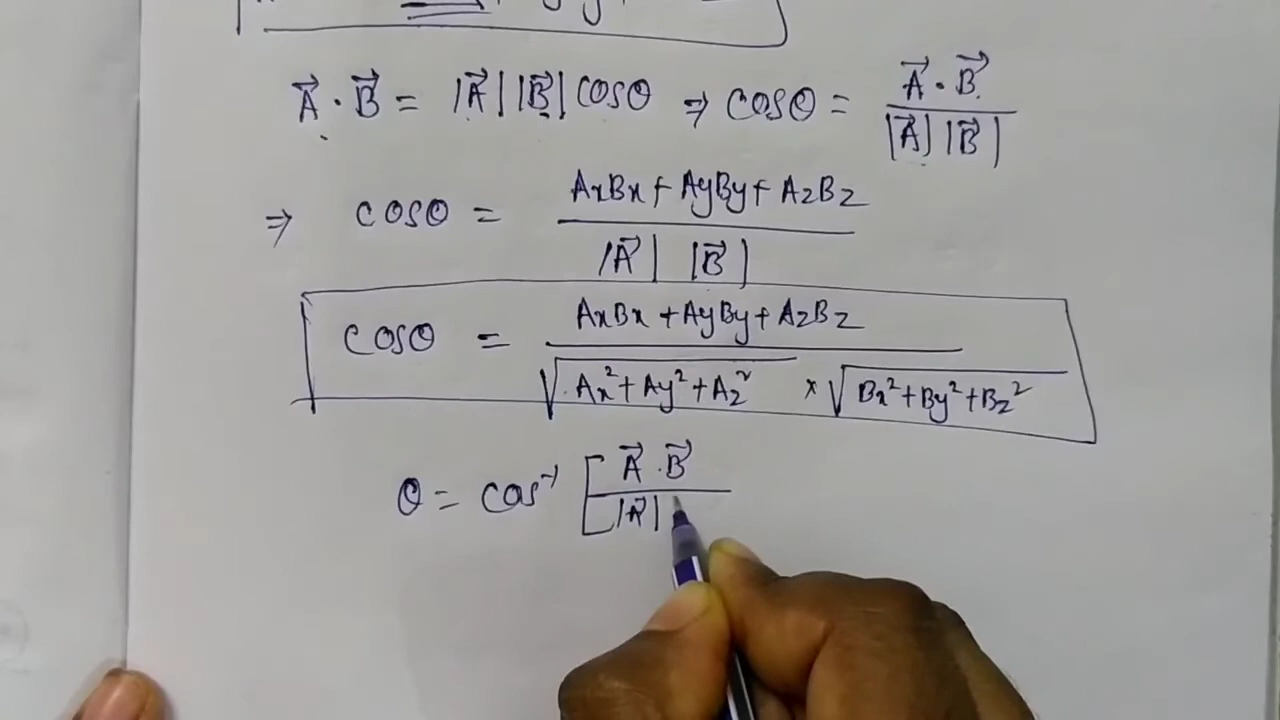 A⃗ · B⃗ = |A⃗| |B⃗| cosθ ⇒ cosθ = A⃗ · B⃗ / |A⃗| |B⃗|
⇒ cosθ = AxBx + AyBy + AzBz / |A⃗| |B⃗|
cosθ = AxBx + AyBy + AzBz / √Ax² + Ay² + Az² × √Bx² + By² + Bz²
θ = cos⁻¹ [ A⃗ · B⃗ / |A⃗|